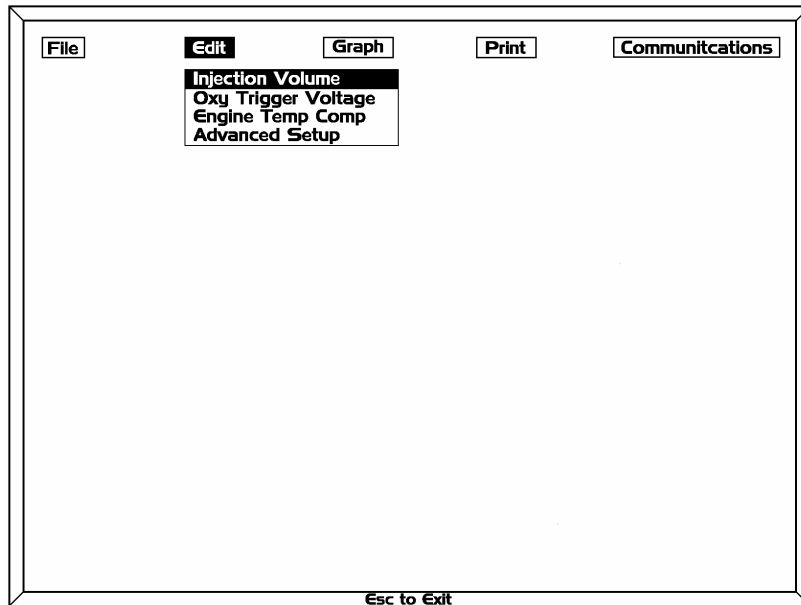 File Edit Graph Print Communitcations
Injection Volume
Oxy Trigger Voltage
Engine Temp Comp
Advanced Setup
Esc to Exit